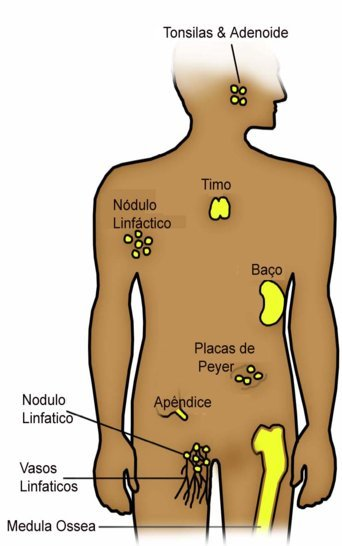 Tonsilas & Adenoide
Timo
Nódulo
Linfáctico
Baço
Placas de
Peyer
Apêndice
Nodulo
Linfatico
Vasos
Linfaticos
Medula Ossea